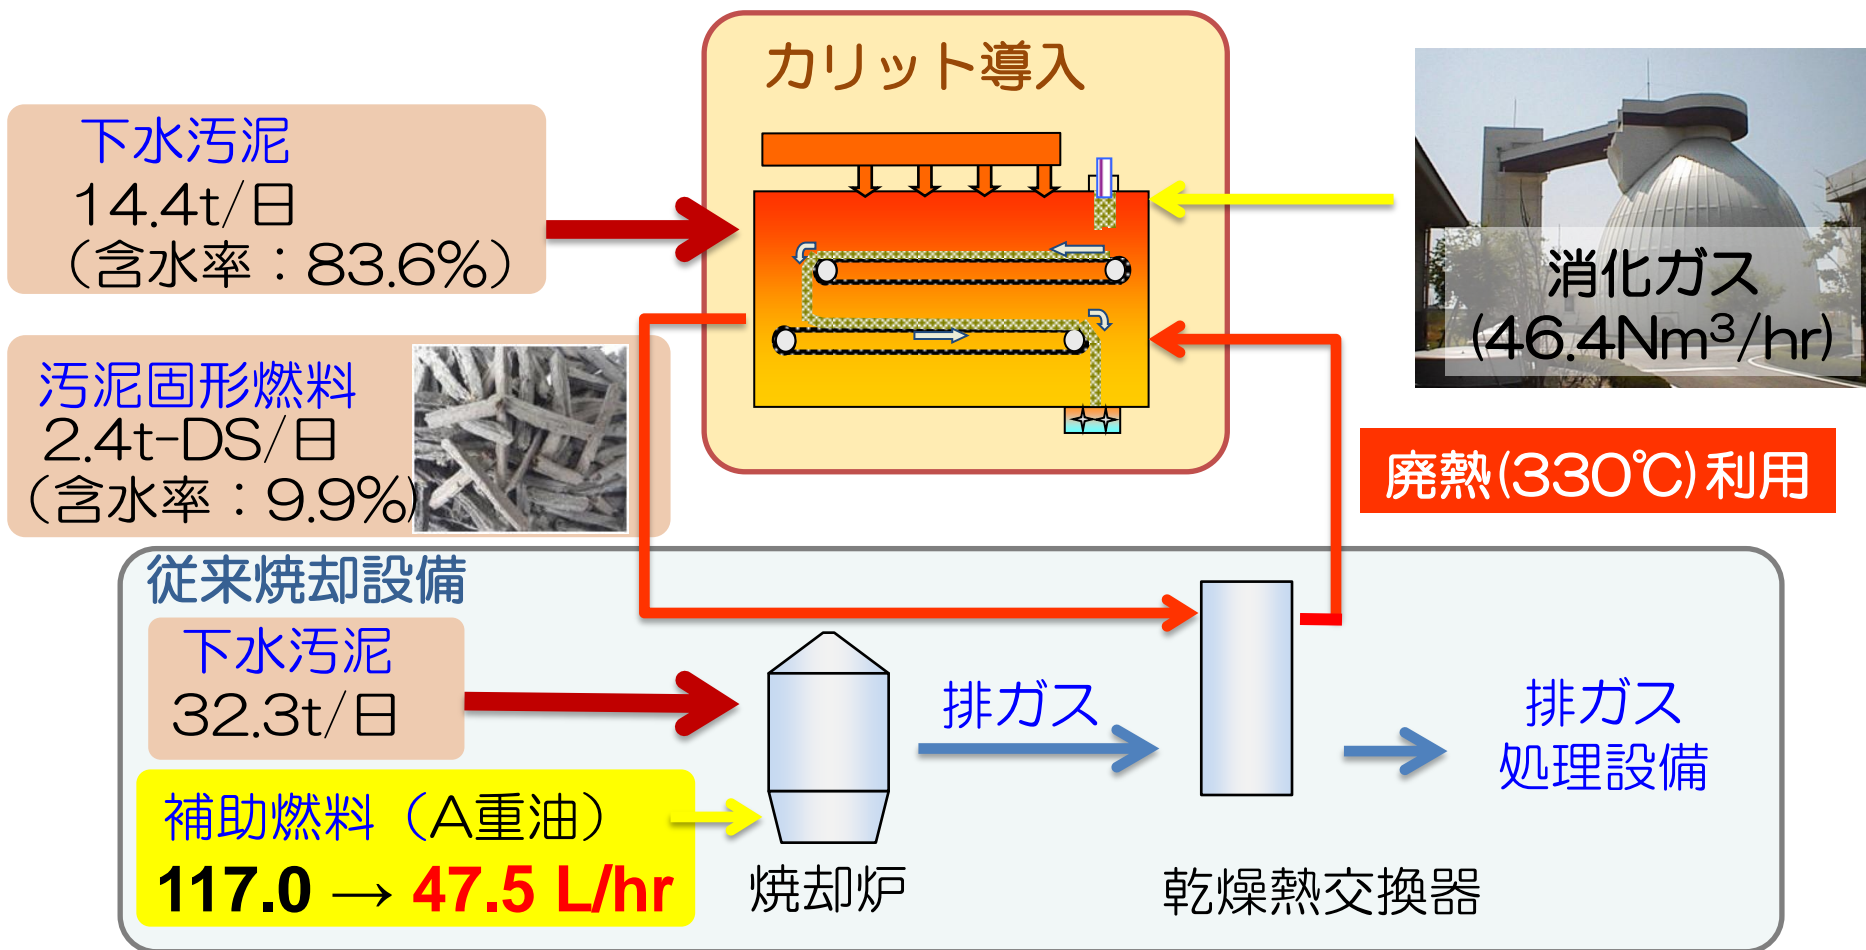 カリット導入
下水汚泥
14.4t/日
（含水率：83.6%）
消化ガス
(46.4Nm³/hr)
汚泥固形燃料
2.4t-DS/日
（含水率：9.9%）
廃熱(330℃)利用
従来焼却設備
下水汚泥
32.3t/日
排ガス
排ガス
処理設備
補助燃料（A重油）
117.0 → 47.5 L/hr
焼却炉
乾燥熱交換器